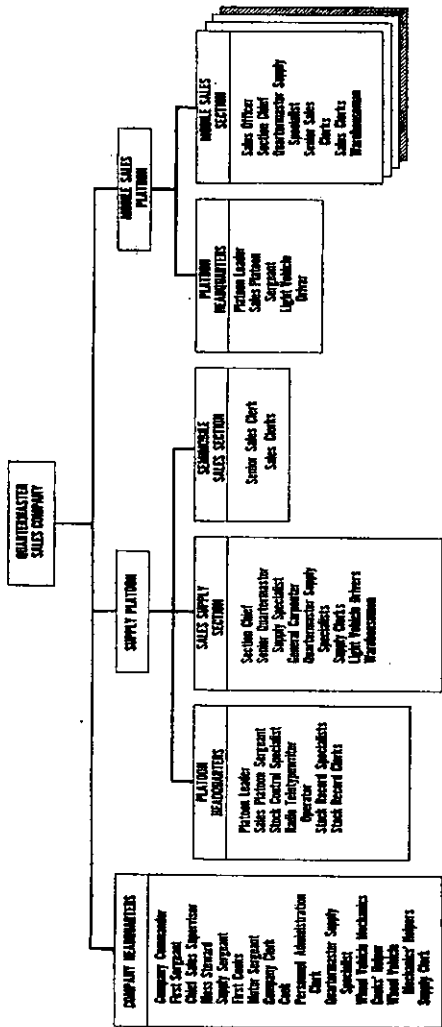 QUARTERMASTER
SALES COMPANY
COMPANY HEADQUARTERS
Company Commander
First Sergeant
Chief Sales Supervisor
Mess Steward
Supply Sergeant
First Cooks
Motor Sergeant
Company Clerk
Cook
Personnel Administration
Clerk
Quartermaster Supply
Specialist
Wheel Vehicle Mechanics
Cooks' Helper
Wheel Vehicle
Mechanics' Helpers
Supply Clerk
SUPPLY PLATOON
PLATOON
HEADQUARTERS
Platoon Leader
Sales Platoon Sergeant
Stock Control Specialist
Radio Teletypewriter
Operator
Stock Record Specialists
Stock Record Clerks
SALES SUPPLY
SECTION
Section Chief
Senior Quartermaster
Supply Specialist
General Carpenter
Quartermaster Supply
Specialists
Supply Clerks
Light Vehicle Drivers
Warehouseman
SEMIMOBILE
SALES SECTION
Senior Sales Clerk
Sales Clerks
MOBILE SALES
PLATOON
PLATOON
HEADQUARTERS
Platoon Leader
Sales Platoon
Sergeant
Light Vehicle
Driver
MOBILE SALES
SECTION
Sales Officer
Section Chief
Quartermaster Supply
Specialist
Senior Sales
Clerks
Sales Clerks
Warehouseman